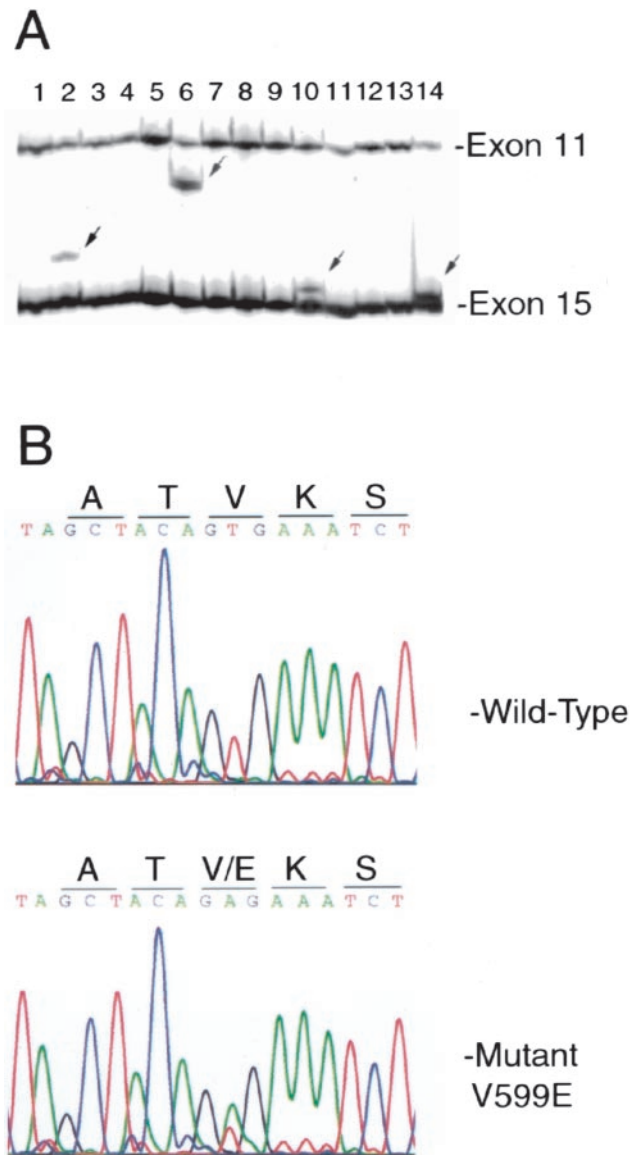 A
1 2 3 4 5 6 7 8 9 10 11 12 13 14
-Exon 11
-Exon 15
B
A T V K S
T A G C T A C A G T G A A A T C T
-Wild-Type
A T V/E K S
T A G C T A C A G A G A A A T C T
-Mutant
V599E